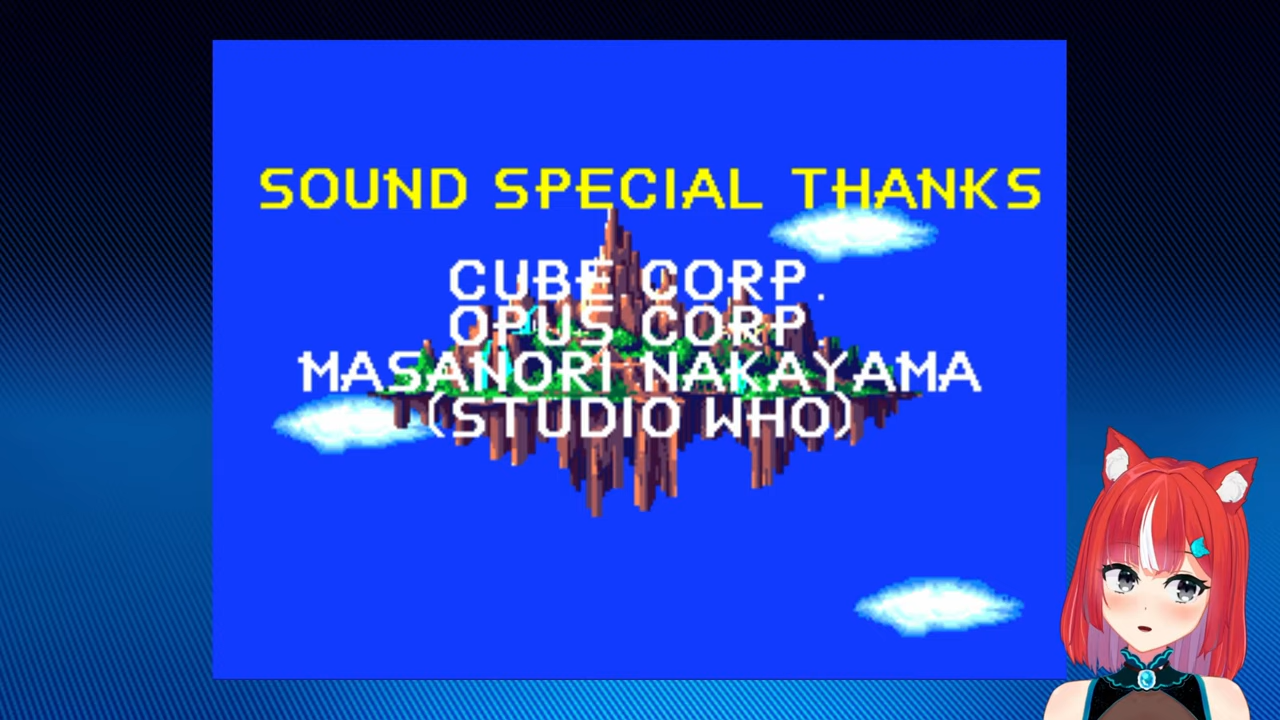 SOUND SPECIAL THANKS
CUBE CORP.
OPUS CORP.
MASANORI NAKAYAMA
(STUDIO WHO)